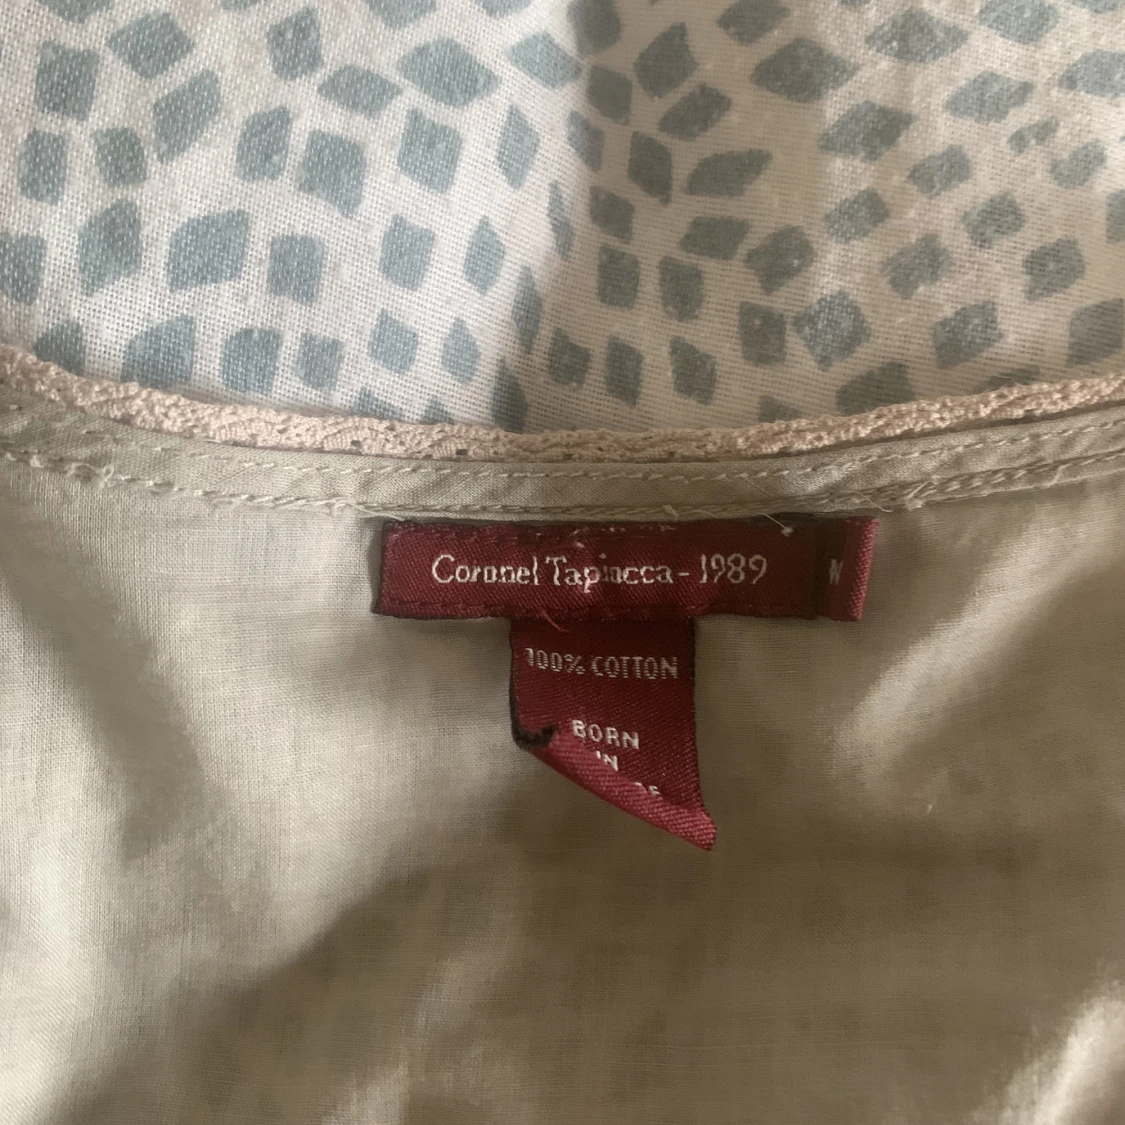 Coronel Tapiocca - 1989
100% COTTON
BORN
IN